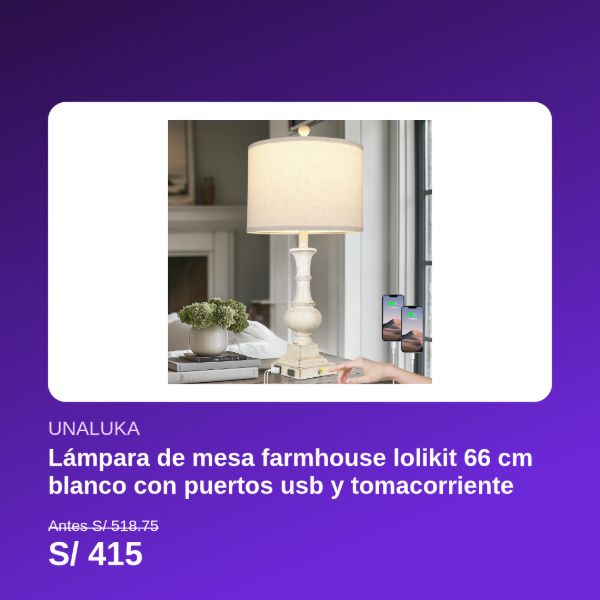 UNALUKA
Lámpara de mesa farmhouse lolikit 66 cm
blanco con puertos usb y tomacorriente
Antes S/ 518.75
S/ 415